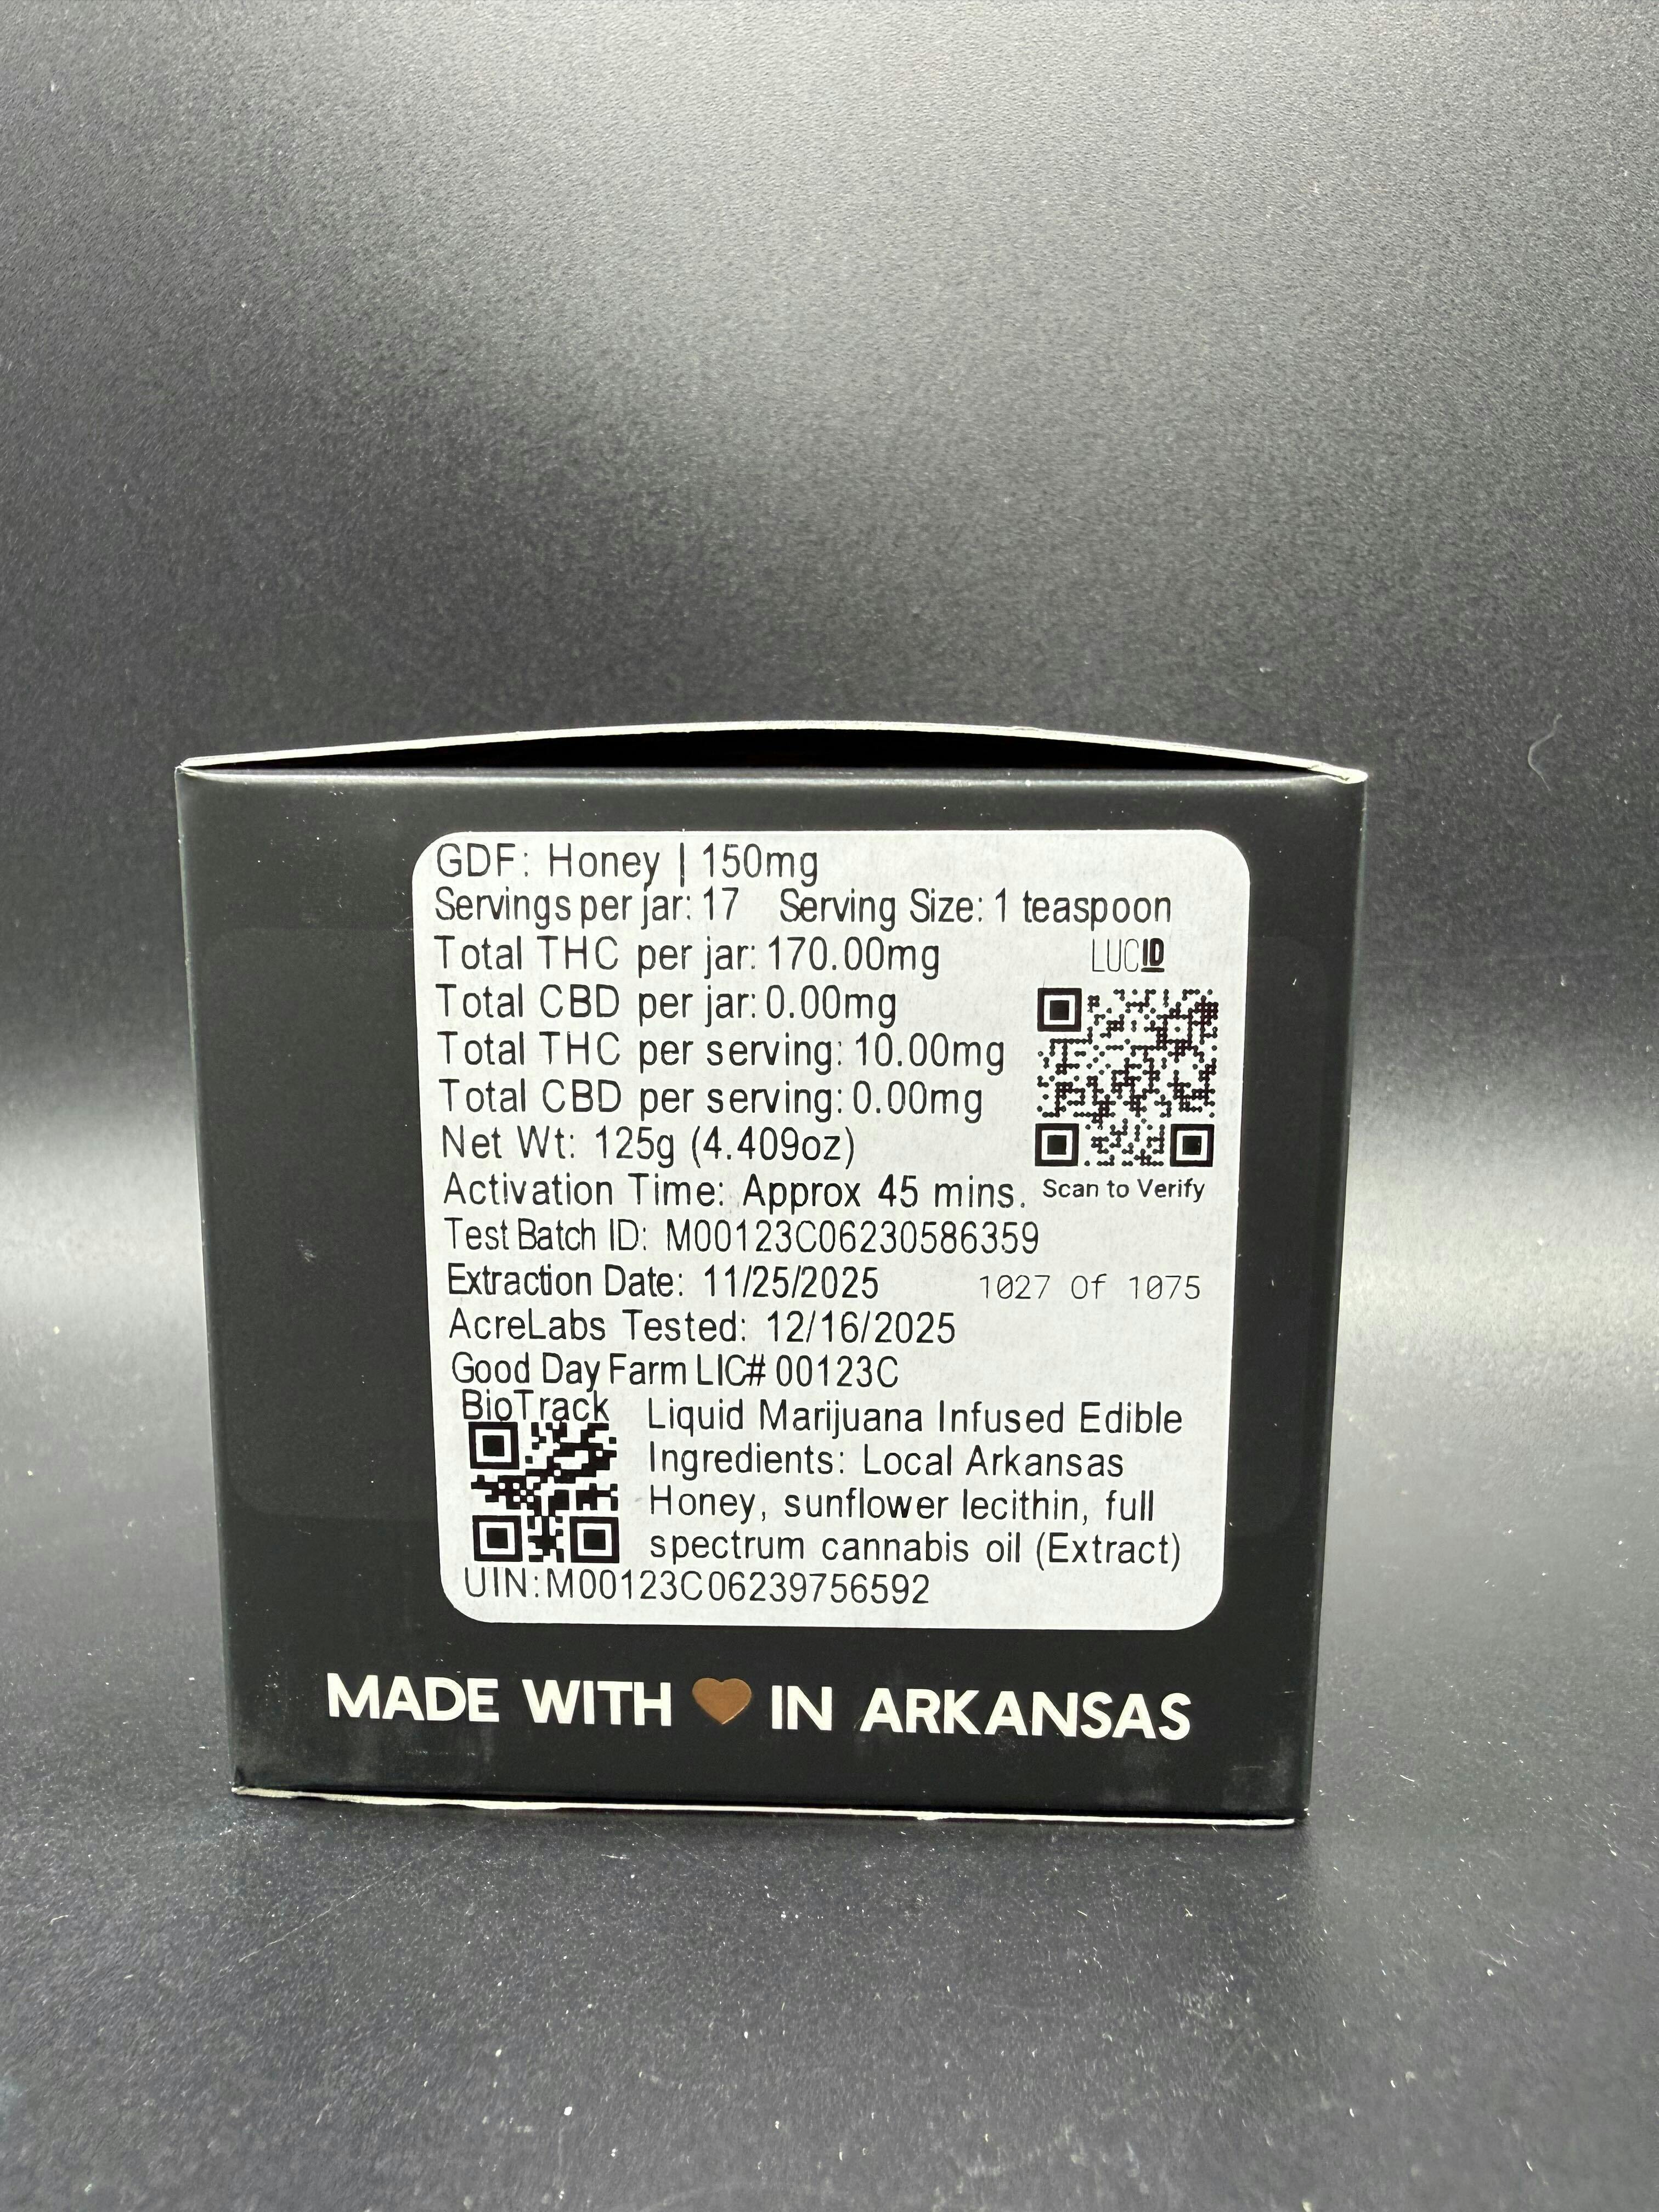 GDF: Honey | 150mg
Servings per jar: 17 Serving Size: 1 teaspoon
Total THC per jar: 170.00mg
LUCID
Total CBD per jar: 0.00mg
Total THC per serving: 10.00mg
Total CBD per serving: 0.00mg
Net Wt: 125g (4.409oz)
Activation Time: Approx 45 mins.
Scan to Verify
Test Batch ID: M00123C06230586359
Extraction Date: 11/25/2025 1027 Of 1075
AcreLabs Tested: 12/16/2025
Good Day Farm LIC# 00123C
BioTrack
Liquid Marijuana Infused Edible
Ingredients: Local Arkansas
Honey, sunflower lecithin, full
spectrum cannabis oil (Extract)
UIN:M00123C06239756592
MADE WITH ♥ IN ARKANSAS